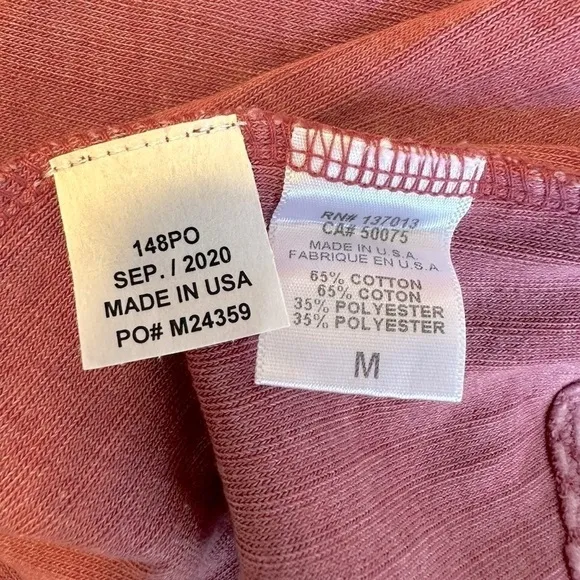 148PO
SEP. / 2020
MADE IN USA
PO# M24359
RN# 137013
CA# 50075
MADE IN U.S.A
FABRIQUE EN U.S.A
65% COTTON
65% COTON
35% POLYESTER
35% POLYESTER
M